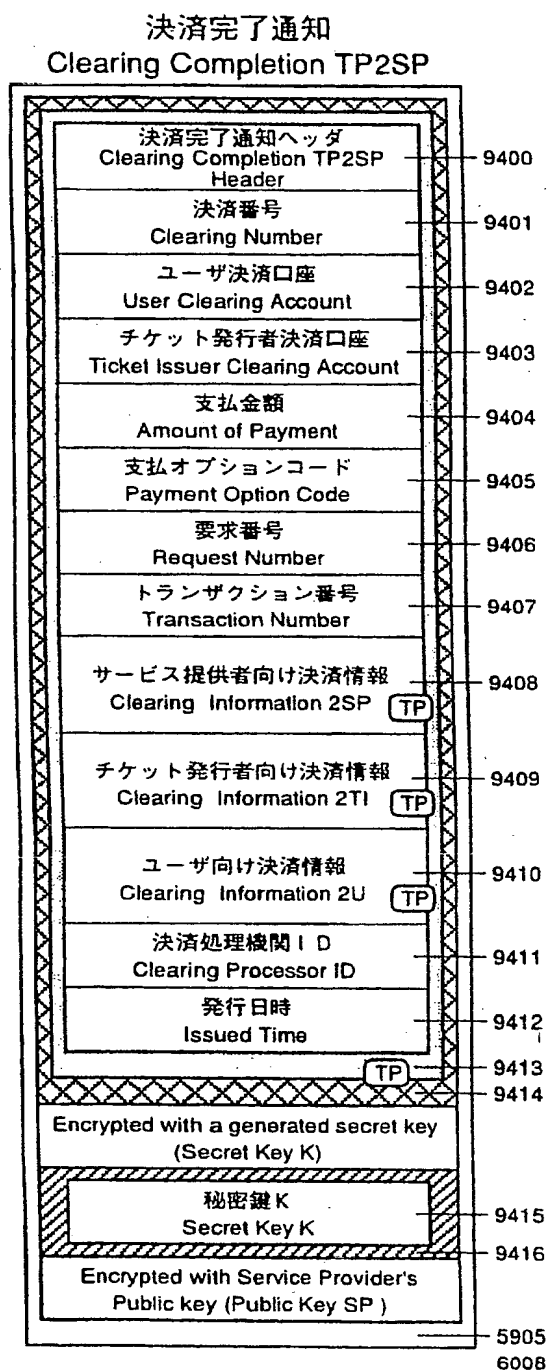 決済完了通知
Clearing Completion TP2SP
決済完了通知ヘッダ
Clearing Completion TP2SP
Header
9400
決済番号
Clearing Number
9401
ユーザ決済口座
User Clearing Account
9402
チケット発行者決済口座
Ticket Issuer Clearing Account
9403
支払金額
Amount of Payment
9404
支払オプションコード
Payment Option Code
9405
要求番号
Request Number
9406
トランザクション番号
Transaction Number
9407
サービス提供者向け決済情報
Clearing Information 2SP
TP
9408
チケット発行者向け決済情報
Clearing Information 2TI
TP
9409
ユーザ向け決済情報
Clearing Information 2U
TP
9410
決済処理機関ID
Clearing Processor ID
9411
発行日時
Issued Time
9412
TP
9413
9414
Encrypted with a generated secret key
(Secret Key K)
秘密鍵K
Secret Key K
9415
9416
Encrypted with Service Provider's
Public key (Public Key SP )
5905
6008